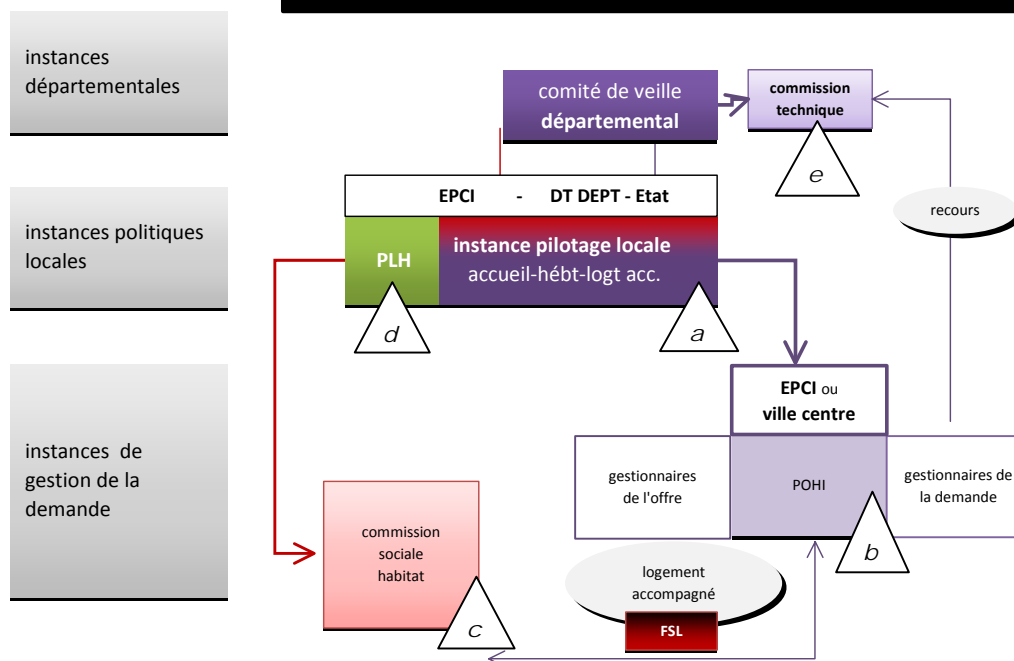 instances
départementales
comité de veille
départemental
commission
technique
e
recours
EPCI - DT DEPT - Etat
instances politiques
locales
PLH
instance pilotage locale
accueil-hébt-logt acc.
d
a
EPCI ou
ville centre
instances de
gestion de la
demande
gestionnaires
de l'offre
POHI
gestionnaires de
la demande
b
commission
sociale
habitat
c
logement
accompagné
FSL